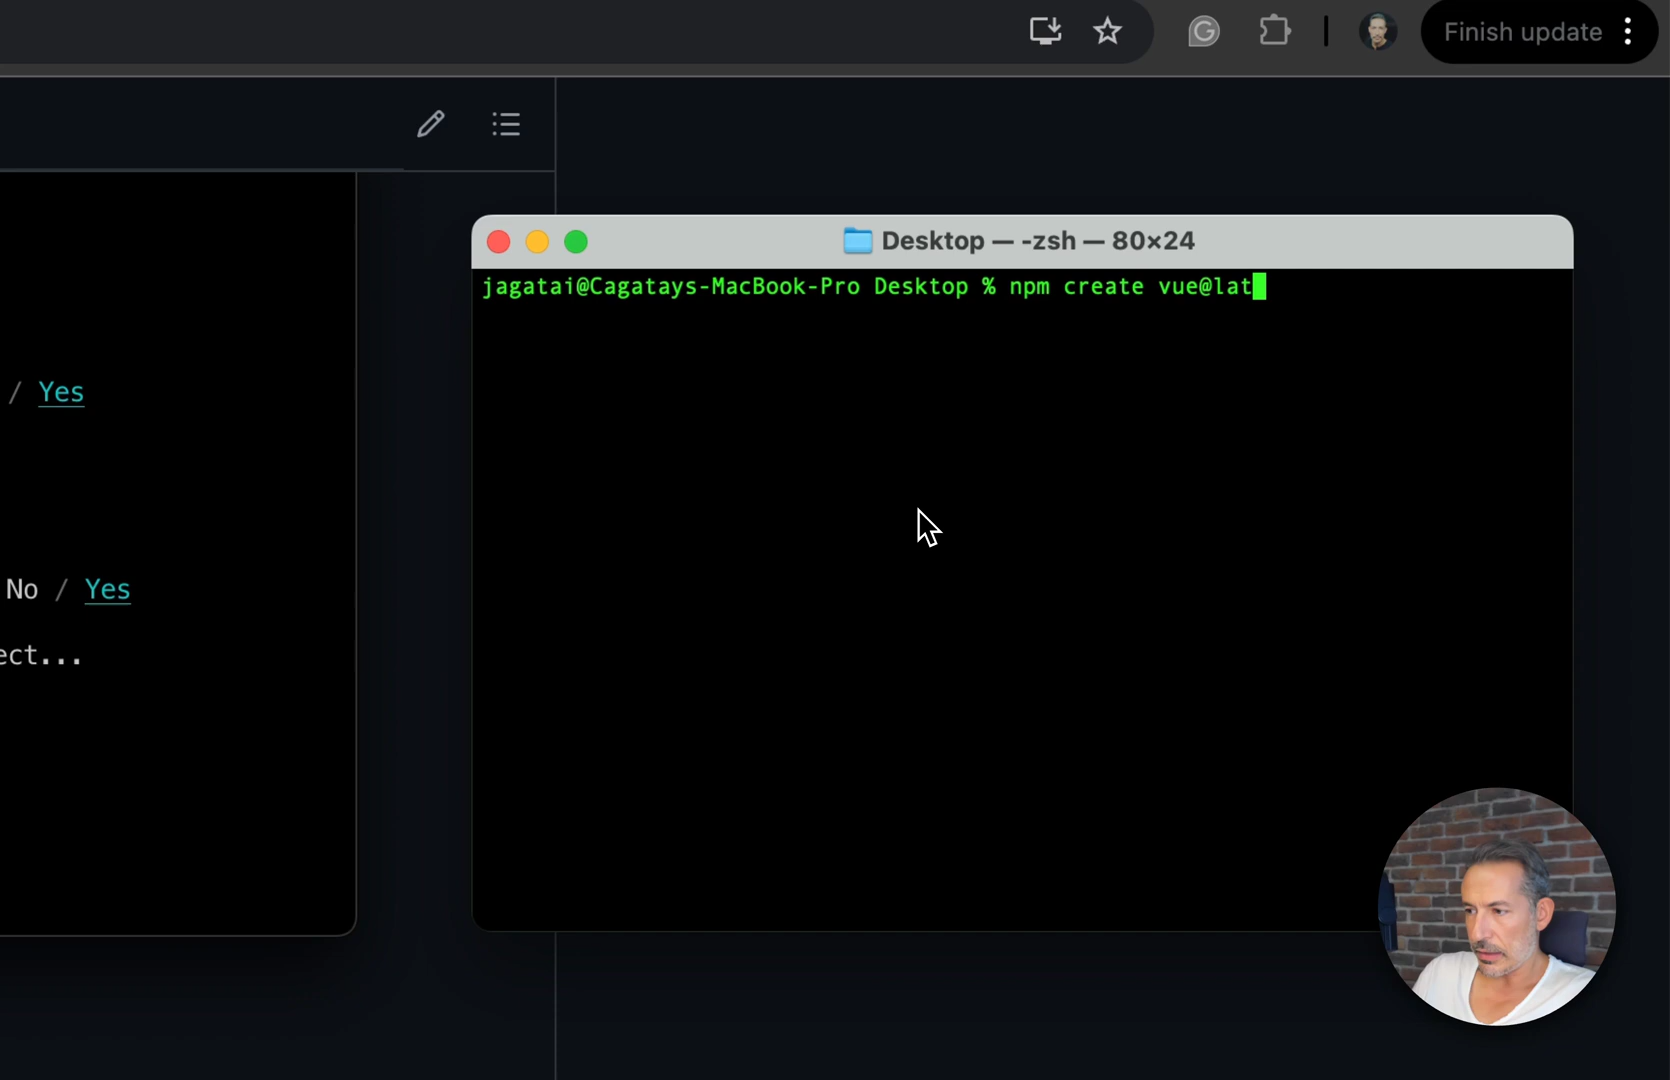 Finish update
Desktop — -zsh — 80×24
jagatai@Cagatays-MacBook-Pro Desktop % npm create vue@lat
/ Yes
No / Yes
ect...